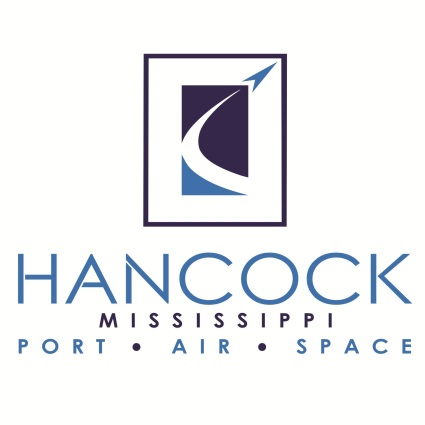 HANCOCK
MISSISSIPPI
PORT • AIR • SPACE